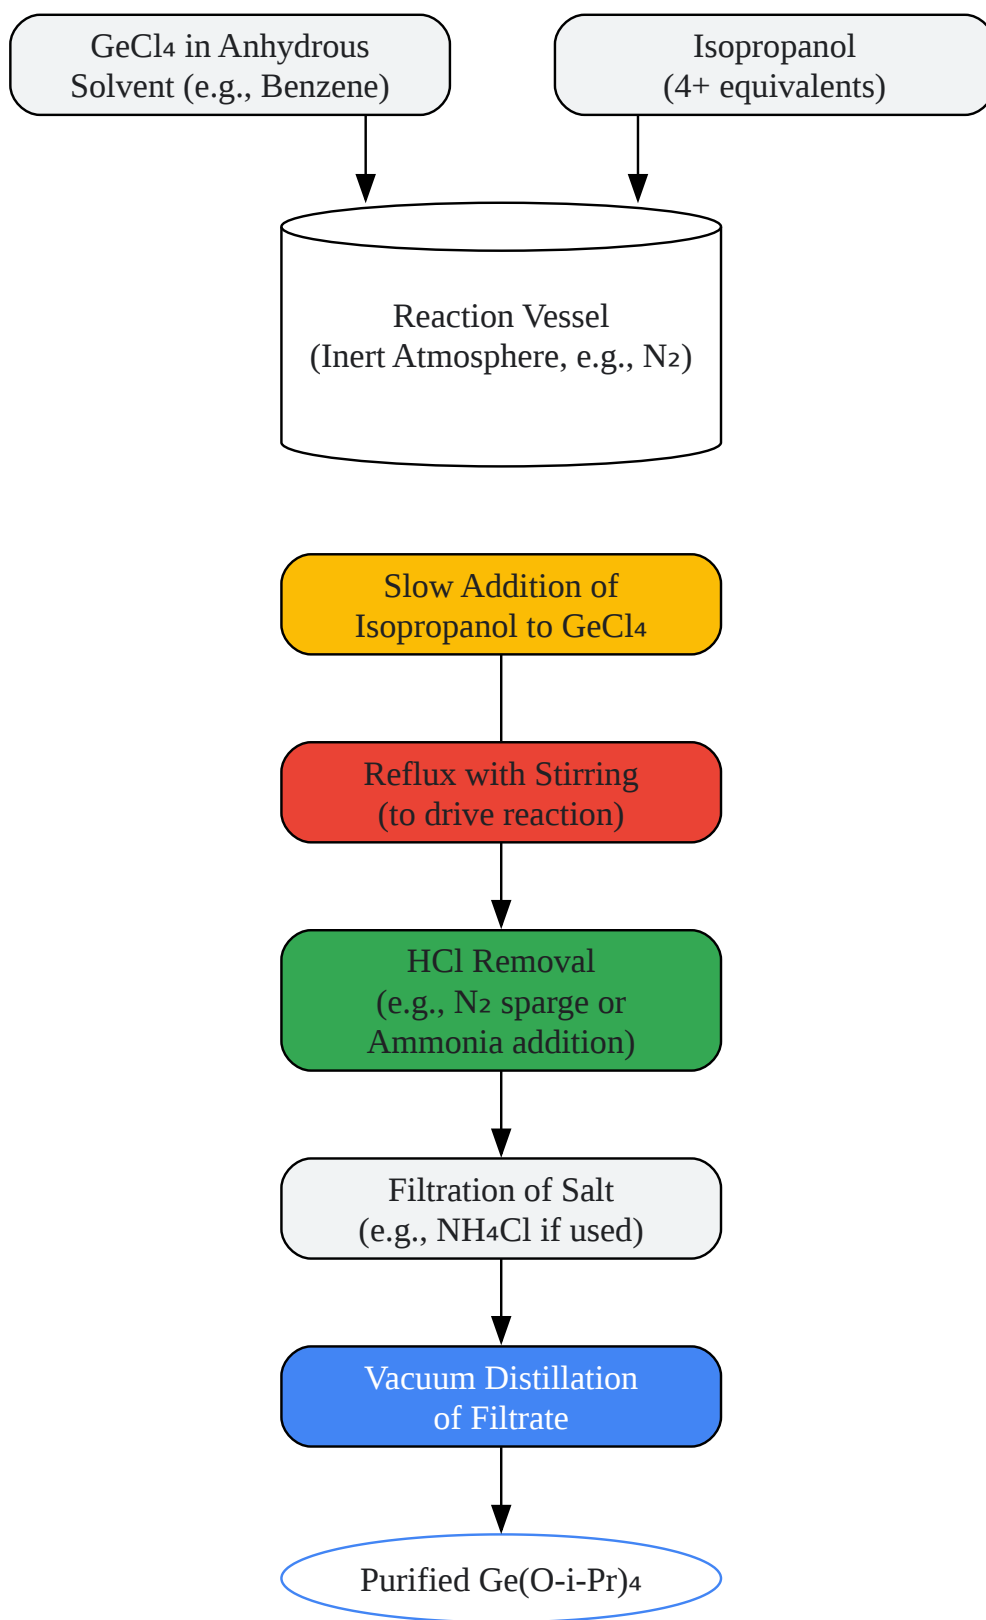 GeCl₄ in Anhydrous
Solvent (e.g., Benzene)
Isopropanol
(4+ equivalents)
Reaction Vessel
(Inert Atmosphere, e.g., N₂)
Slow Addition of
Isopropanol to GeCl₄
Reflux with Stirring
(to drive reaction)
HCl Removal
(e.g., N₂ sparge or
Ammonia addition)
Filtration of Salt
(e.g., NH₄Cl if used)
Vacuum Distillation
of Filtrate
Purified Ge(O-i-Pr)₄